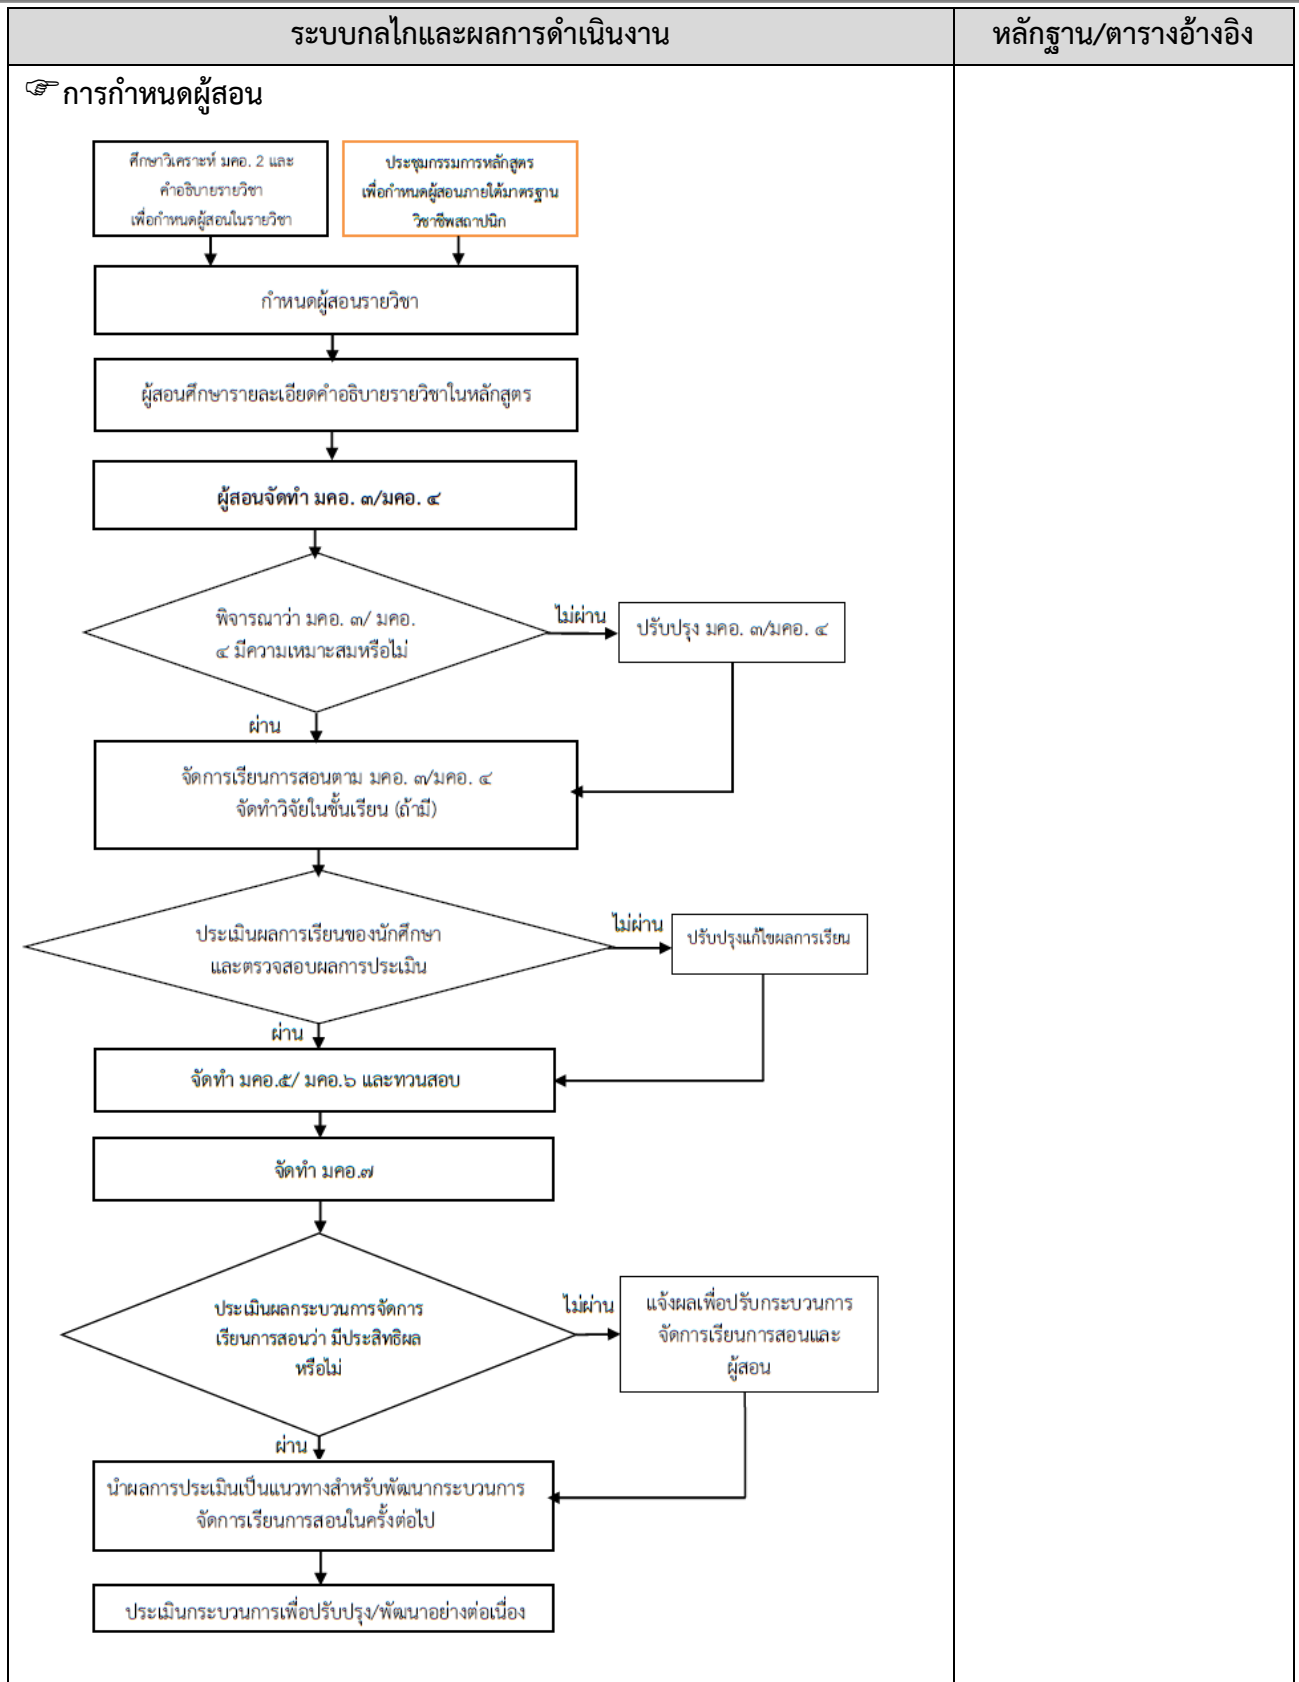 ระบบกลไกและผลการดำเนินงาน
หลักฐาน/ตารางอ้างอิง
☞การกำหนดผู้สอน
ศึกษาวิเคราะห์ มคอ. 2 และ
คำอธิบายรายวิชา
เพื่อกำหนดผู้สอนในรายวิชา
ประชุมกรรมการหลักสูตร
เพื่อกำหนดผู้สอนภายใต้มาตรฐาน
วิชาชีพสถาปนิก
กำหนดผู้สอนรายวิชา
ผู้สอนศึกษารายละเอียดคำอธิบายรายวิชาในหลักสูตร
ผู้สอนจัดทำ มคอ. ๓/มคอ. ๔
พิจารณาว่า มคอ. ๓/ มคอ.
๔ มีความเหมาะสมหรือไม่
ไม่ผ่าน
ปรับปรุง มคอ. ๓/มคอ. ๔
ผ่าน
จัดการเรียนการสอนตาม มคอ. ๓/มคอ. ๔
จัดทำวิจัยในชั้นเรียน (ถ้ามี)
ประเมินผลการเรียนของนักศึกษา
และตรวจสอบผลการประเมิน
ไม่ผ่าน
ปรับปรุงแก้ไขผลการเรียน
ผ่าน
จัดทำ มคอ.๕/ มคอ.๖ และทวนสอบ
จัดทำ มคอ.๗
ประเมินผลกระบวนการจัดการ
เรียนการสอนว่า มีประสิทธิผล
หรือไม่
ไม่ผ่าน
แจ้งผลเพื่อปรับกระบวนการ
จัดการเรียนการสอนและ
ผู้สอน
ผ่าน
นำผลการประเมินเป็นแนวทางสำหรับพัฒนากระบวนการ
จัดการเรียนการสอนในครั้งต่อไป
ประเมินกระบวนการเพื่อปรับปรุง/พัฒนาอย่างต่อเนื่อง